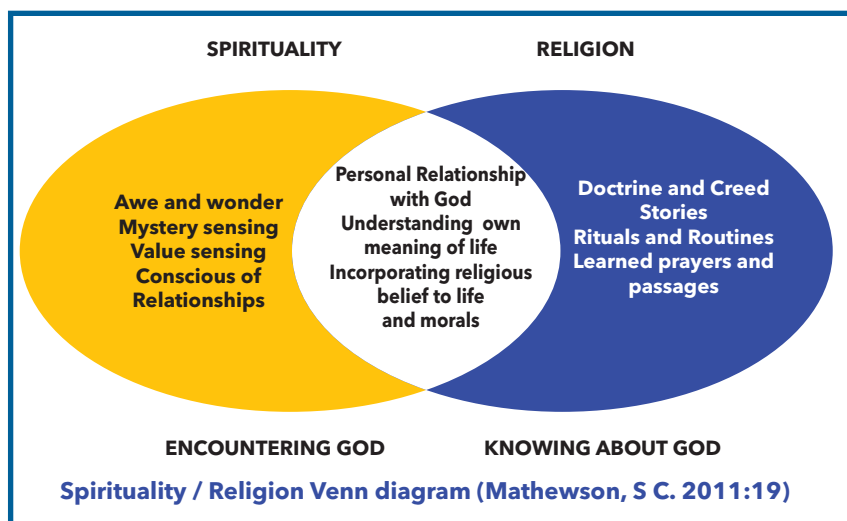 SPIRITUALITY
RELIGION
Awe and wonder
Mystery sensing
Value sensing
Conscious of
Relationships
Personal Relationship
with God
Understanding own
meaning of life
Incorporating religious
belief to life
and morals
Doctrine and Creed
Stories
Rituals and Routines
Learned prayers and
passages
ENCOUNTERING GOD
KNOWING ABOUT GOD
Spirituality / Religion Venn diagram (Mathewson, S C. 2011:19)